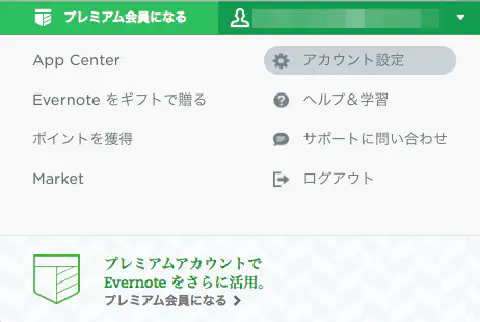 プレミアム会員になる
App Center
アカウント設定
Evernote をギフトで贈る
ヘルプ＆学習
ポイントを獲得
サポートに問い合わせ
Market
ログアウト
プレミアムアカウントで
Evernote をさらに活用。
プレミアム会員になる >